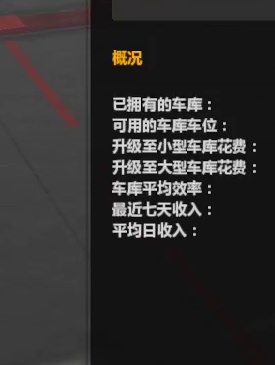 概况
已拥有的车库：
可用的车库车位：
升级至小型车库花费：
升级至大型车库花费：
车库平均效率：
最近七天收入：
平均日收入：